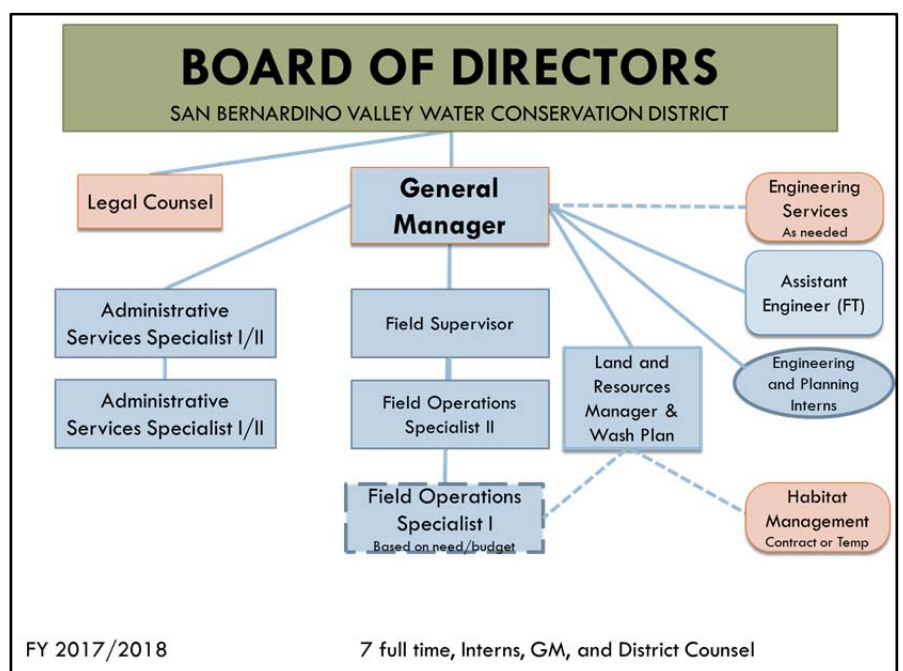 BOARD OF DIRECTORS
SAN BERNARDINO VALLEY WATER CONSERVATION DISTRICT
Legal Counsel
General
Manager
Engineering
Services
As needed
Administrative
Services Specialist I/II
Field Supervisor
Assistant
Engineer (FT)
Land and
Resources
Manager &
Wash Plan
Engineering
and Planning
Interns
Administrative
Services Specialist I/II
Field Operations
Specialist II
Field Operations
Specialist I
Based on need/budget
Habitat
Management
Contract or Temp
FY 2017/2018
7 full time, Interns, GM, and District Counsel